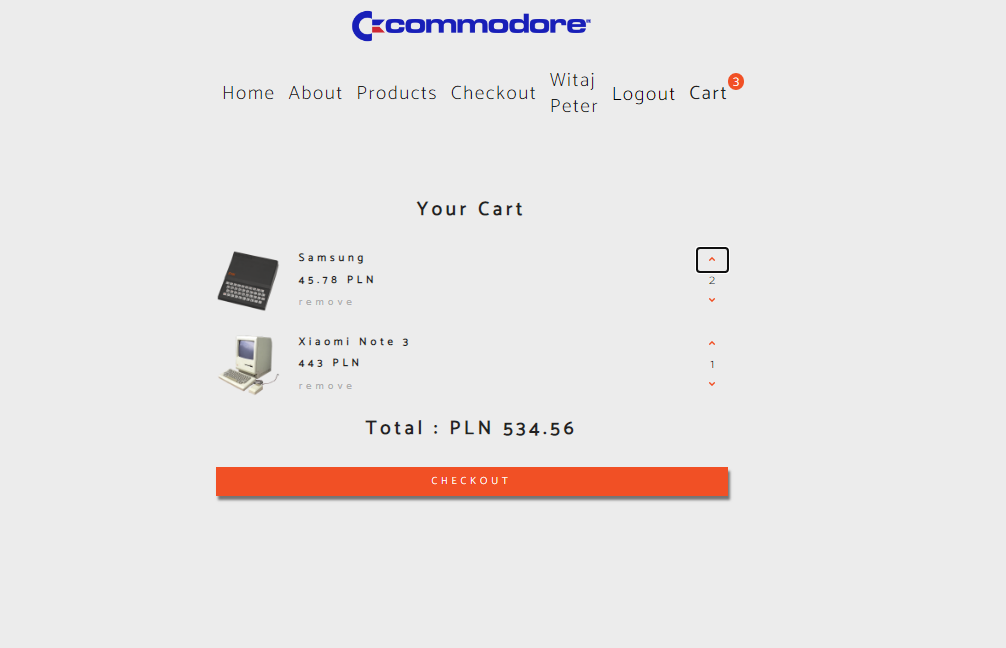 commodore
Home About Products Checkout Witaj Peter Logout Cart 3
Your Cart
Samsung
45.78 PLN
remove
2
Xiaomi Note 3
443 PLN
remove
1
Total : PLN 534.56
CHECKOUT